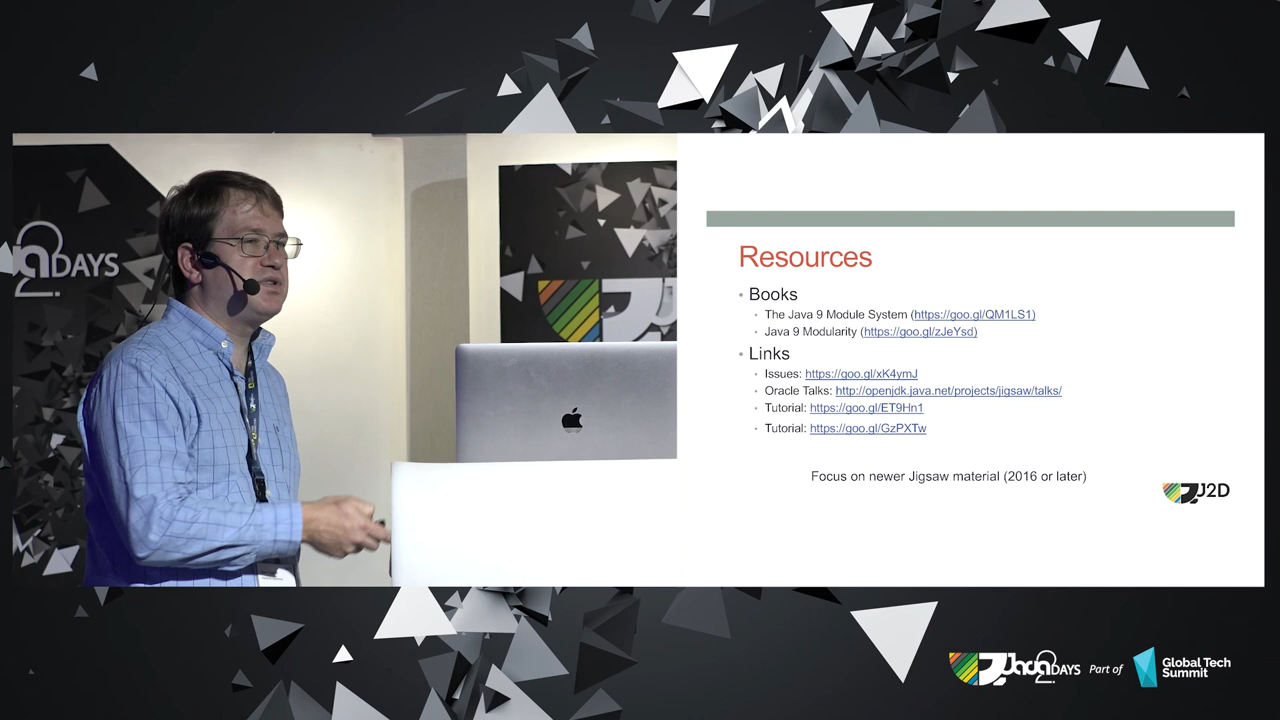 DAYS
2
Resources
• Books
• The Java 9 Module System (https://goo.gl/QM1LS1)
• Java 9 Modularity (https://goo.gl/zJeYsd)
• Links
• Issues: https://goo.gl/xK4ymJ
• Oracle Talks: http://openjdk.java.net/projects/jigsaw/talks/
• Tutorial: https://goo.gl/ET9Hn1
• Tutorial: https://goo.gl/GzPXTw
Focus on newer Jigsaw material (2016 or later)
J2D
Java2DAYS Part of Global Tech
Summit